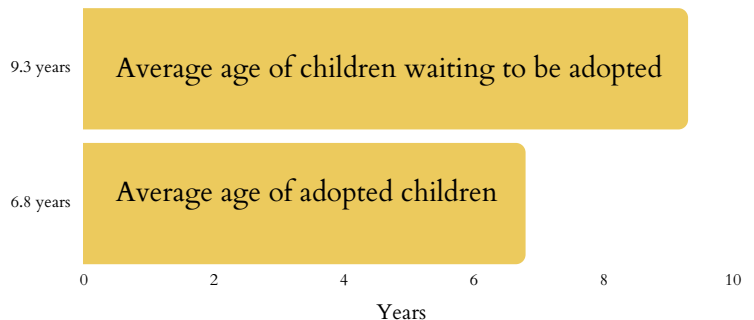 9.3 years
Average age of children waiting to be adopted
6.8 years
Average age of adopted children
0 2 4 6 8 10
Years